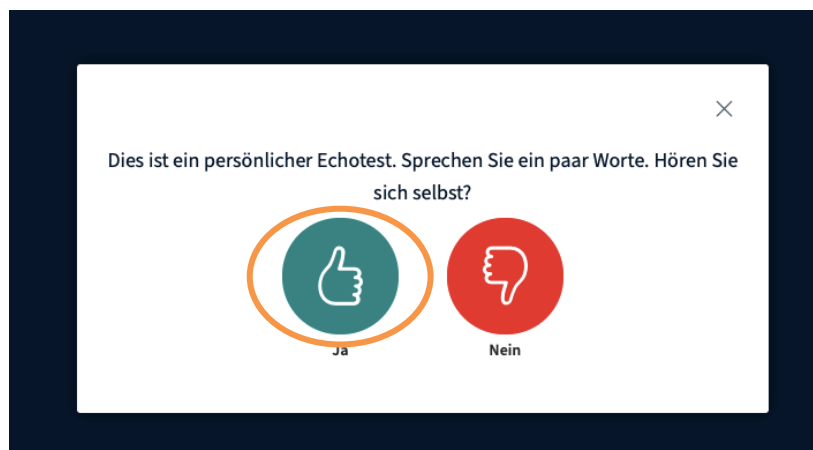 Dies ist ein persönlicher Echotest. Sprechen Sie ein paar Worte. Hören Sie
sich selbst?
Ja
Nein